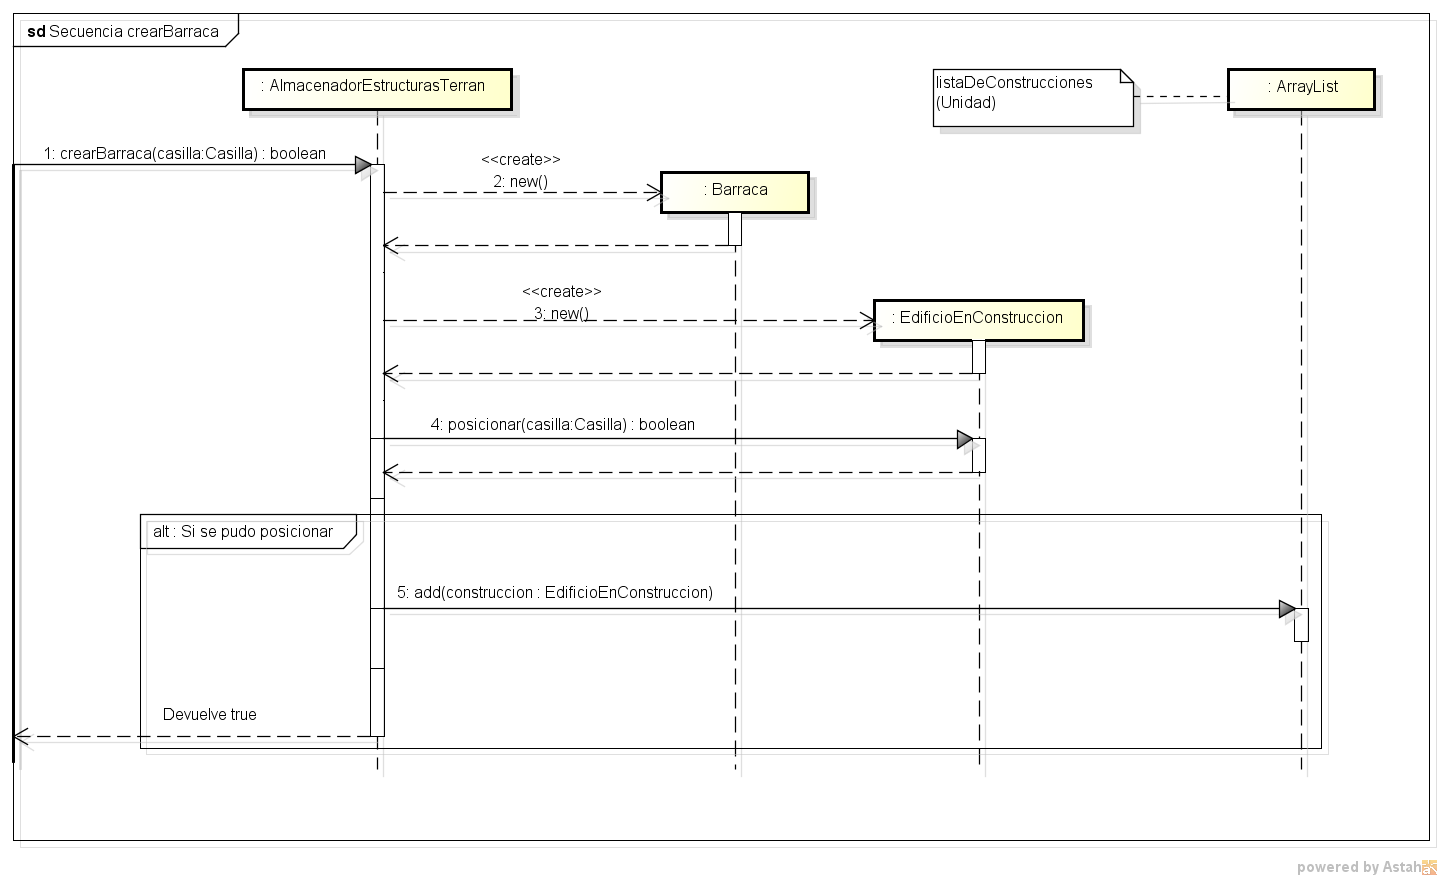 sd Secuencia crearBarraca
: AlmacenadorEstructurasTerran
listaDeConstrucciones
(Unidad)
: ArrayList
1: crearBarraca(casilla:Casilla) : boolean
<<create>>
2: new()
: Barraca
<<create>>
3: new()
: EdificioEnConstruccion
4: posicionar(casilla:Casilla) : boolean
alt : Si se pudo posicionar
5: add(construccion : EdificioEnConstruccion)
Devuelve true
powered by Astah